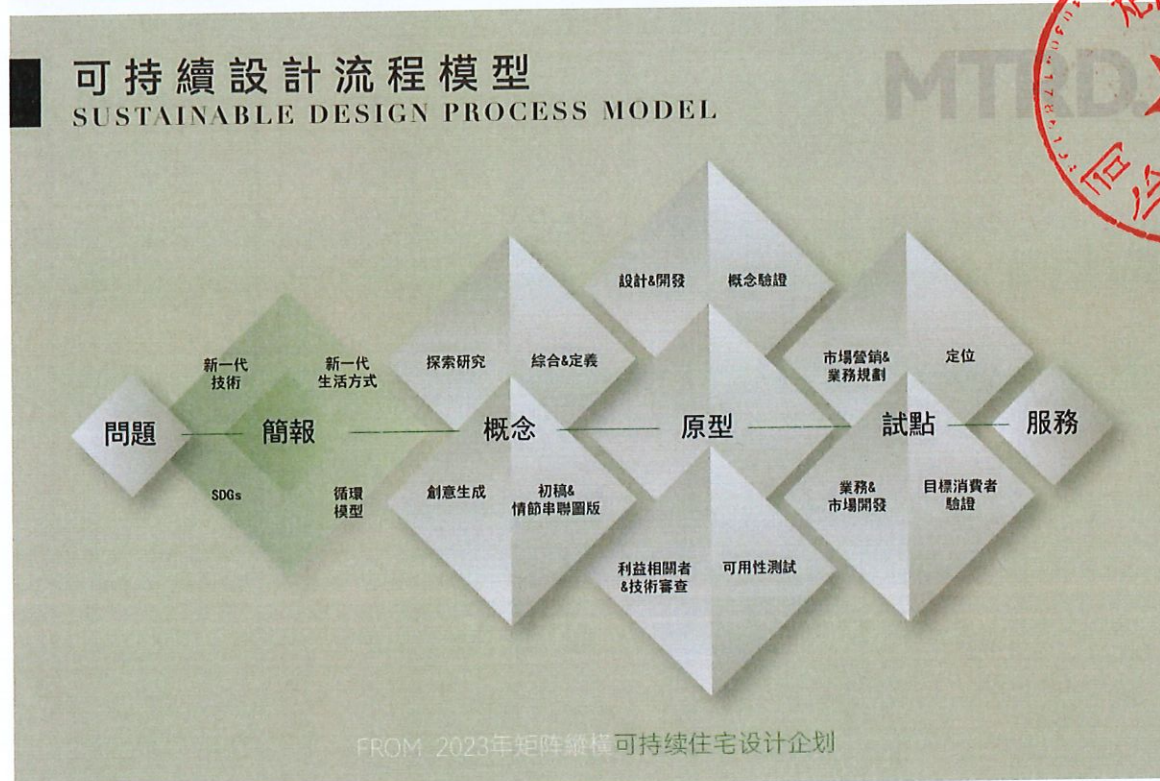 可持續設計流程模型
SUSTAINABLE DESIGN PROCESS MODEL
MTRD
司
設計&開發
概念驗證
探索研究
綜合&定義
市場營銷&
業務規劃
定位
新一代
技術
新一代
生活方式
問題
簡報
概念
原型
試點
服務
SDGs
循環
模型
創意生成
初稿&
情節串聯圖版
業務&
市場開發
目標消費者
驗證
利益相關者
&技術審查
可用性測試
FROM 2023年矩阵縱橫可持续住宅设计企划